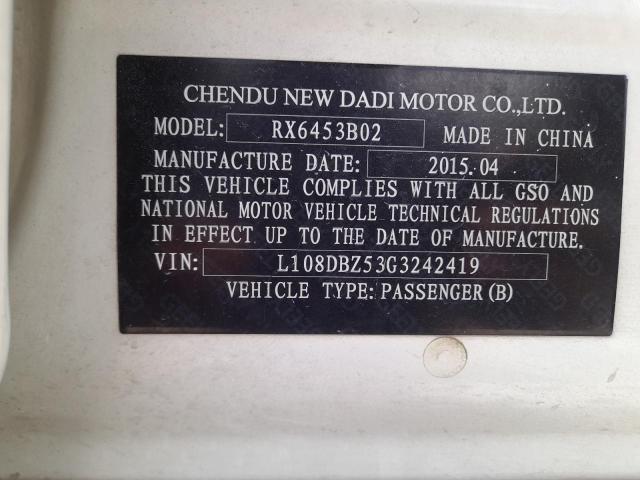 CHENDU NEW DADI MOTOR CO.,LTD.
MODEL: RX6453B02 MADE IN CHINA
MANUFACTURE DATE: 2015.04
THIS VEHICLE COMPLIES WITH ALL GSO AND
NATIONAL MOTOR VEHICLE TECHNICAL REGULATIONS
IN EFFECT UP TO THE DATE OF MANUFACTURE.
VIN: L108DBZ53G3242419
VEHICLE TYPE: PASSENGER (B)